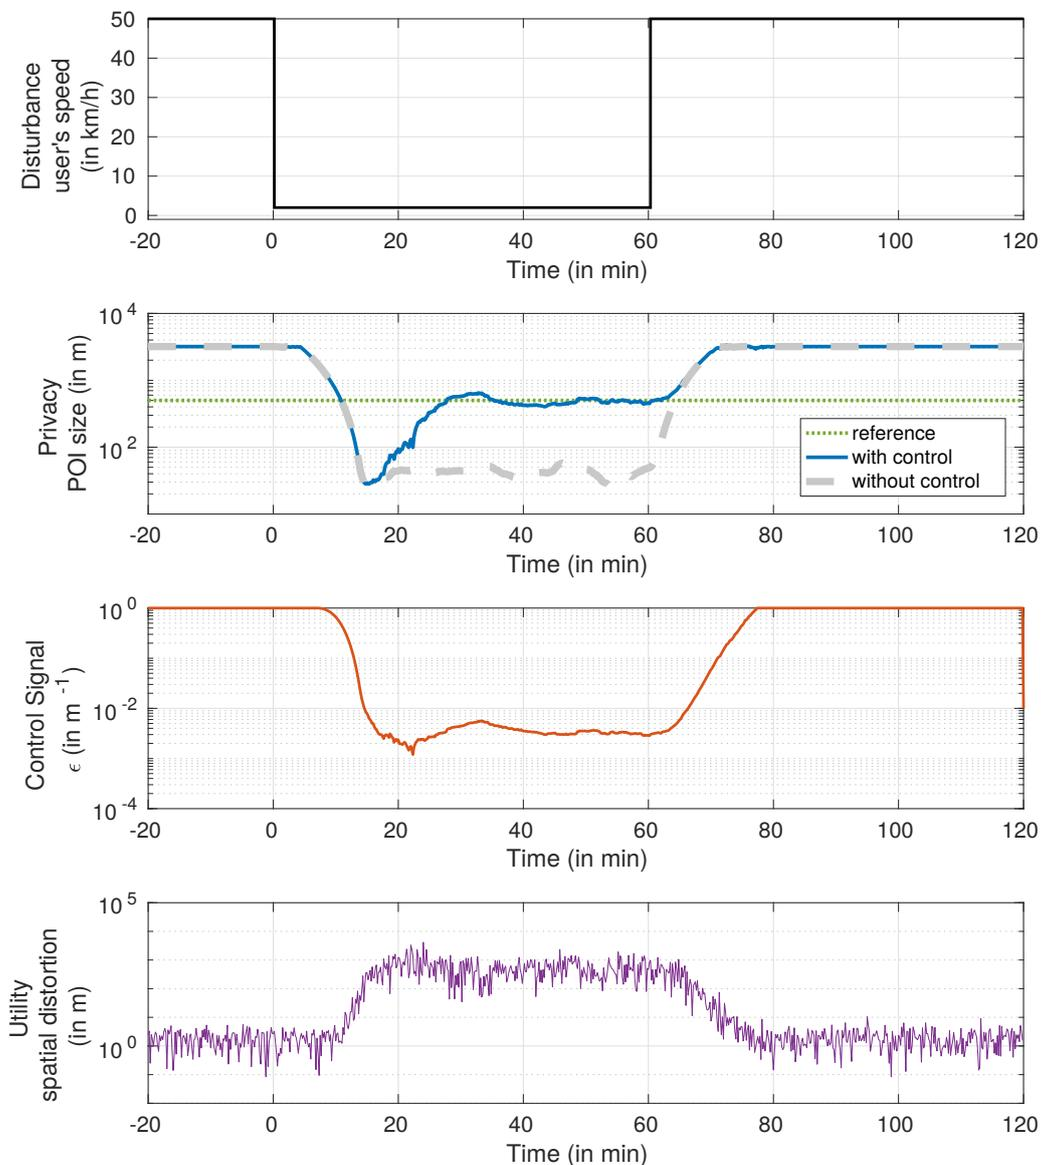 Disturbance
user's speed
(in km/h)
50
40
30
20
10
0
-20 0 20 40 60 80 100 120
Time (in min)
Privacy
POI size (in m)
10 4
10 2
reference
with control
without control
-20 0 20 40 60 80 100 120
Time (in min)
Control Signal
ϵ (in m -1)
10 0
10 -2
10 -4
-20 0 20 40 60 80 100 120
Time (in min)
Utility
spatial distortion
(in m)
10 5
10 0
-20 0 20 40 60 80 100 120
Time (in min)